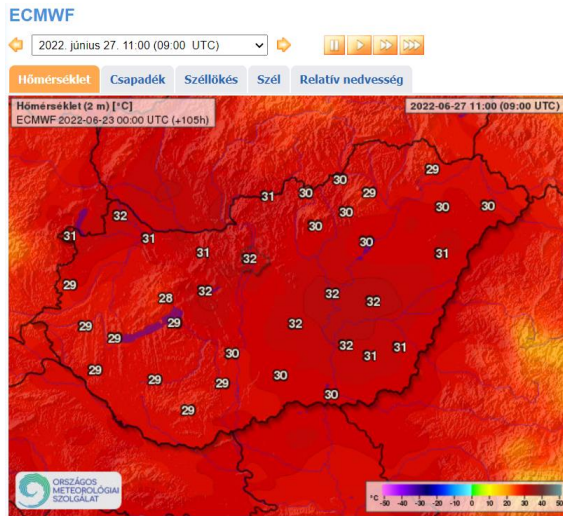 ECMWF
2022. június 27. 11:00 (09:00 UTC)
Hőmérséklet Csapadék Széllökés Szél Relatív nedvesség
Hőmérséklet (2 m) [°C]
ECMWF 2022-06-23 00:00 UTC (+105h)
2022-06-27 11:00 (09:00 UTC)
29
30
31 30 29
32 30 30 30
31 31 30
31 32 30 31
29 28 32 32 32
29 29 29 32
30 32 31 31
29 29 29 30
29 30
ORSZÁGOS
METEOROLÓGIAI
SZOLGÁLAT
°C -50 -40 -30 -20 -10 0 10 20 30 40 50